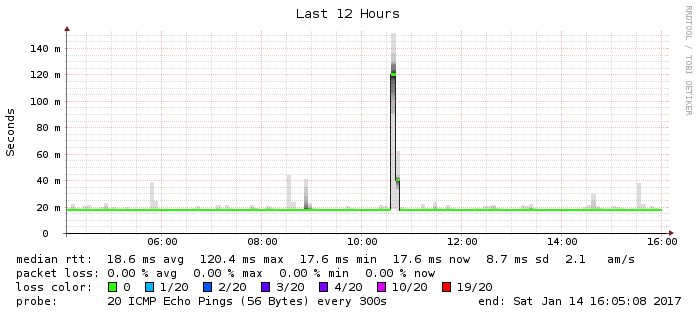 Last 12 Hours
RRDTOOL / TOBI OETIKER
Seconds
140 m
120 m
100 m
80 m
60 m
40 m
20 m
0
06:00 08:00 10:00 12:00 14:00 16:00
median rtt: 18.6 ms avg 120.4 ms max 17.6 ms min 17.6 ms now 8.7 ms sd 2.1 am/s
packet loss: 0.00 % avg 0.00 % max 0.00 % min 0.00 % now
loss color: 0 1/20 2/20 3/20 4/20 10/20 19/20
probe: 20 ICMP Echo Pings (56 Bytes) every 300s end: Sat Jan 14 16:05:08 2017